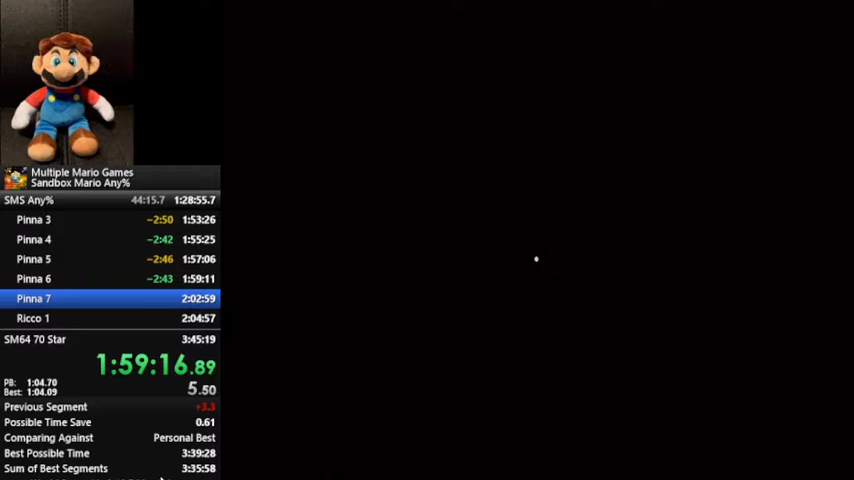 Multiple Mario Games
Sandbox Mario Any%
SMS Any% 44:15.7 1:28:55.7
Pinna 3 −2:50 1:53:26
Pinna 4 −2:42 1:55:25
Pinna 5 −2:46 1:57:06
Pinna 6 −2:43 1:59:11
Pinna 7 2:02:59
Ricco 1 2:04:57
SM64 70 Star 3:45:19
1:59:16.89
PB: 1:04.70
Best: 1:04.09
5.50
Previous Segment +3.3
Possible Time Save 0.61
Comparing Against Personal Best
Best Possible Time 3:39:28
Sum of Best Segments 3:35:58